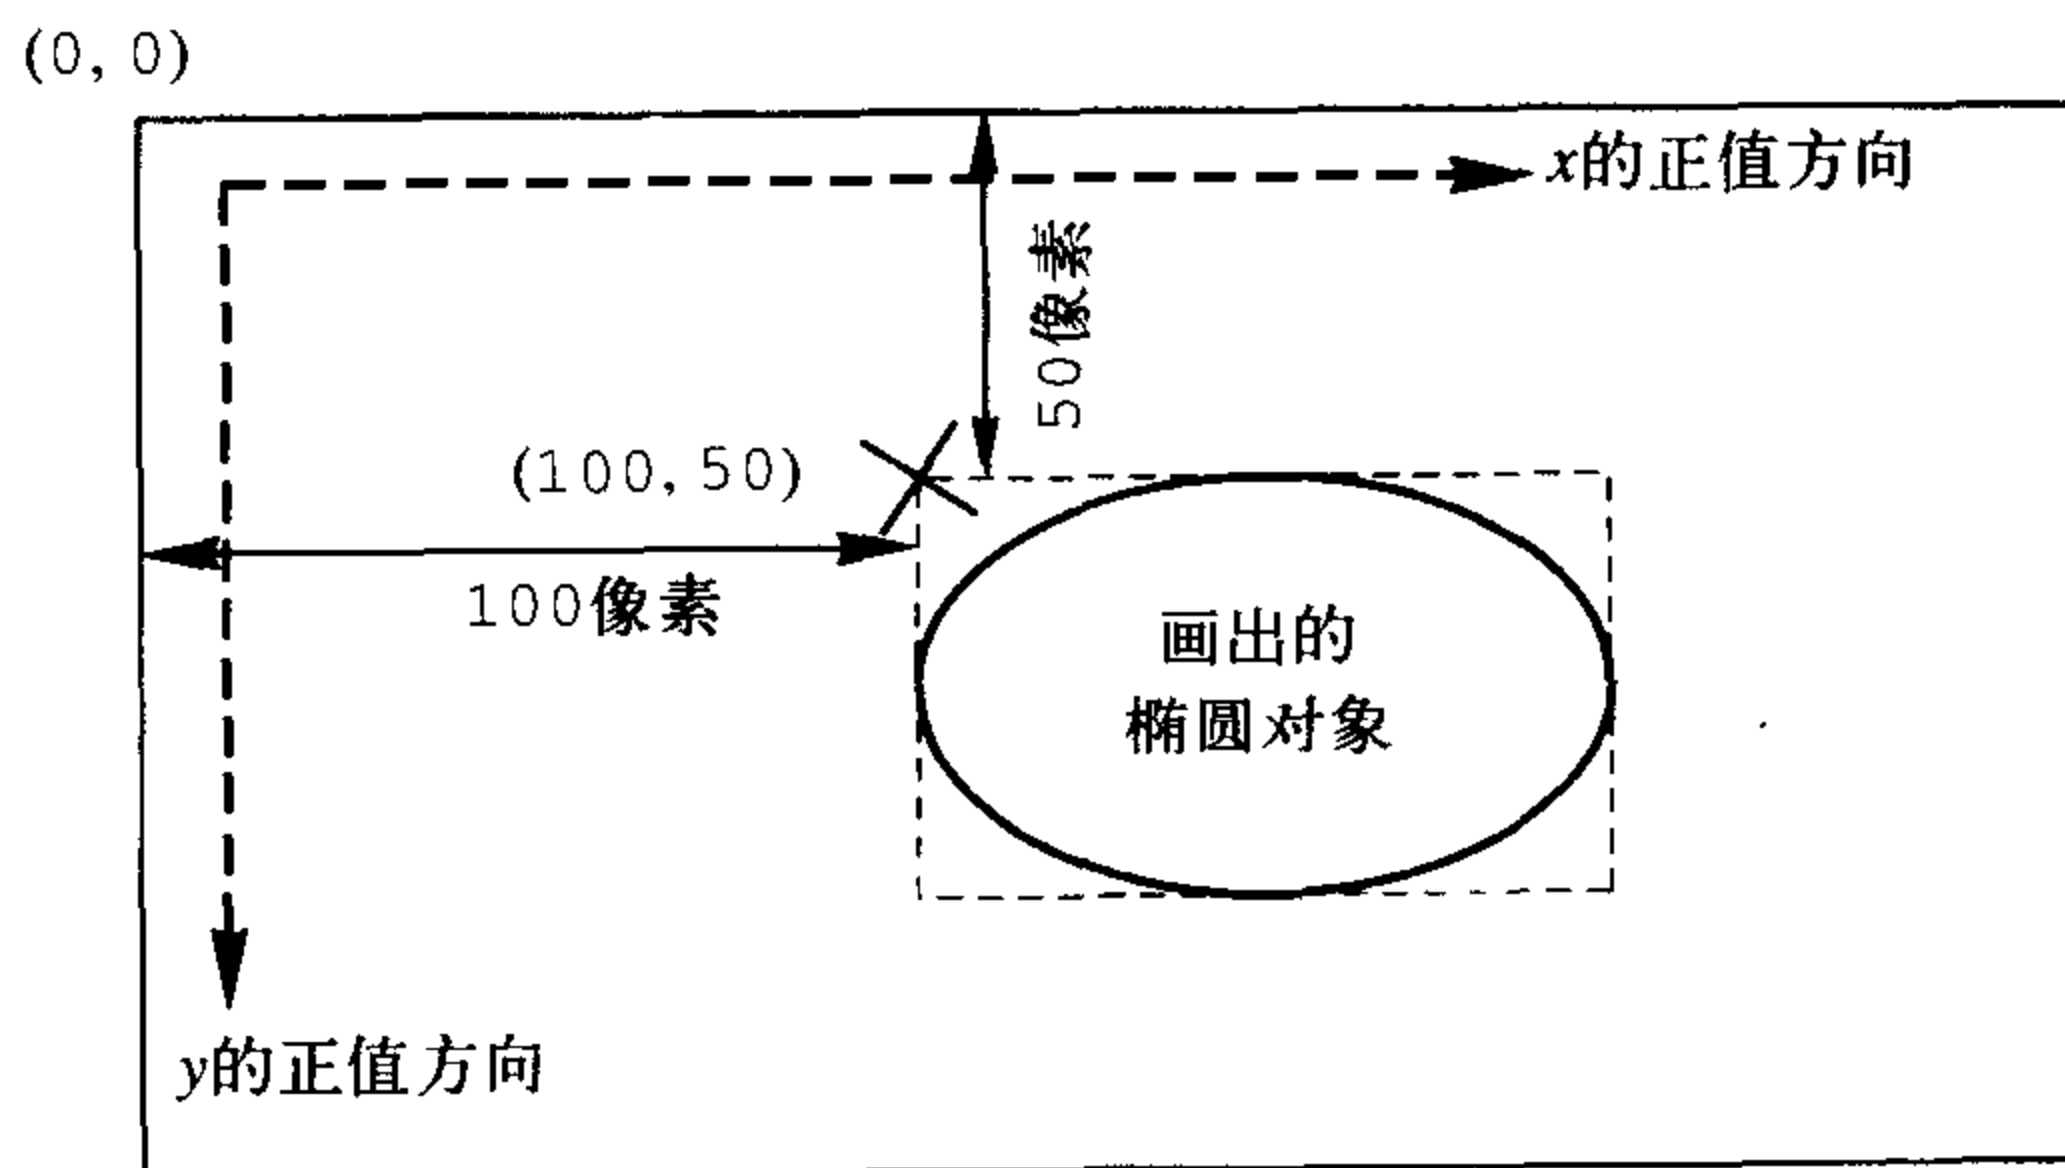 (0, 0)
x的正值方向
50像素
(100,50)
100像素
画出的
椭圆对象
y的正值方向